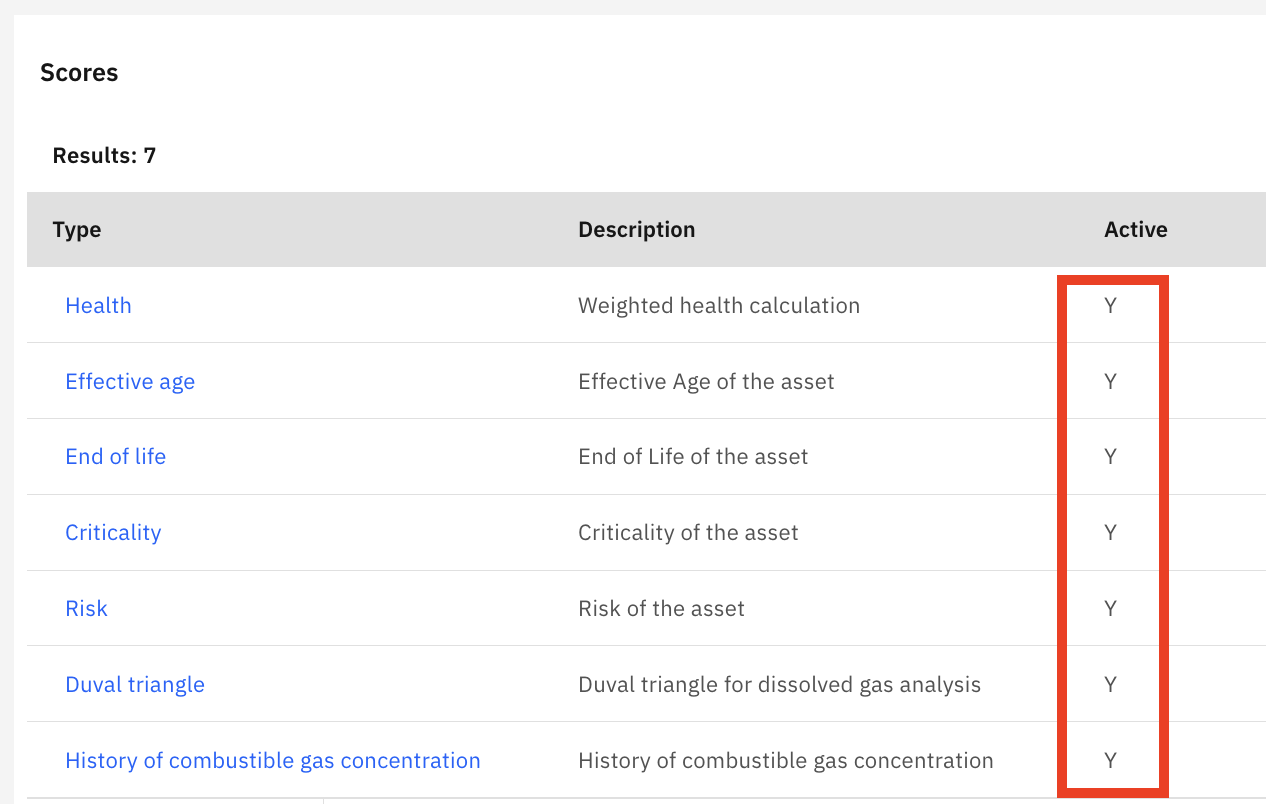 Scores
Results: 7
Type Description Active
Health Weighted health calculation Y
Effective age Effective Age of the asset Y
End of life End of Life of the asset Y
Criticality Criticality of the asset Y
Risk Risk of the asset Y
Duval triangle Duval triangle for dissolved gas analysis Y
History of combustible gas concentration History of combustible gas concentration Y